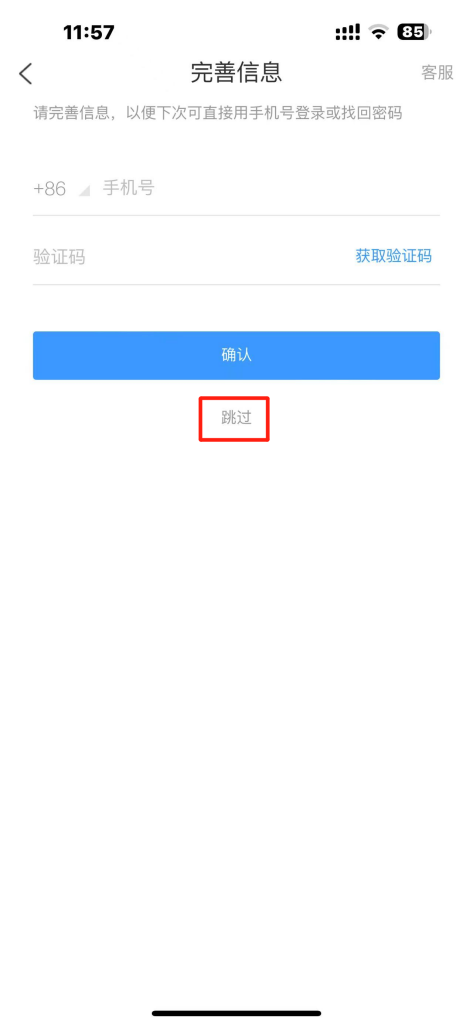 11:57
85
完善信息
客服
请完善信息，以便下次可直接用手机号登录或找回密码
+86 手机号
验证码 获取验证码
确认
跳过